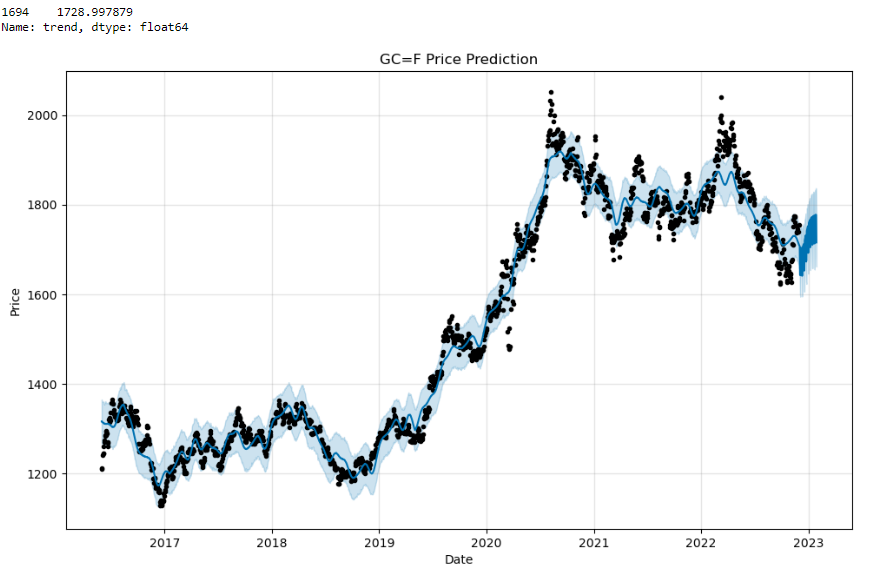 1694    1728.997879
Name: trend, dtype: float64
GC=F Price Prediction
2000
1800
1600
1400
1200
Price
2017 2018 2019 2020 2021 2022 2023
Date